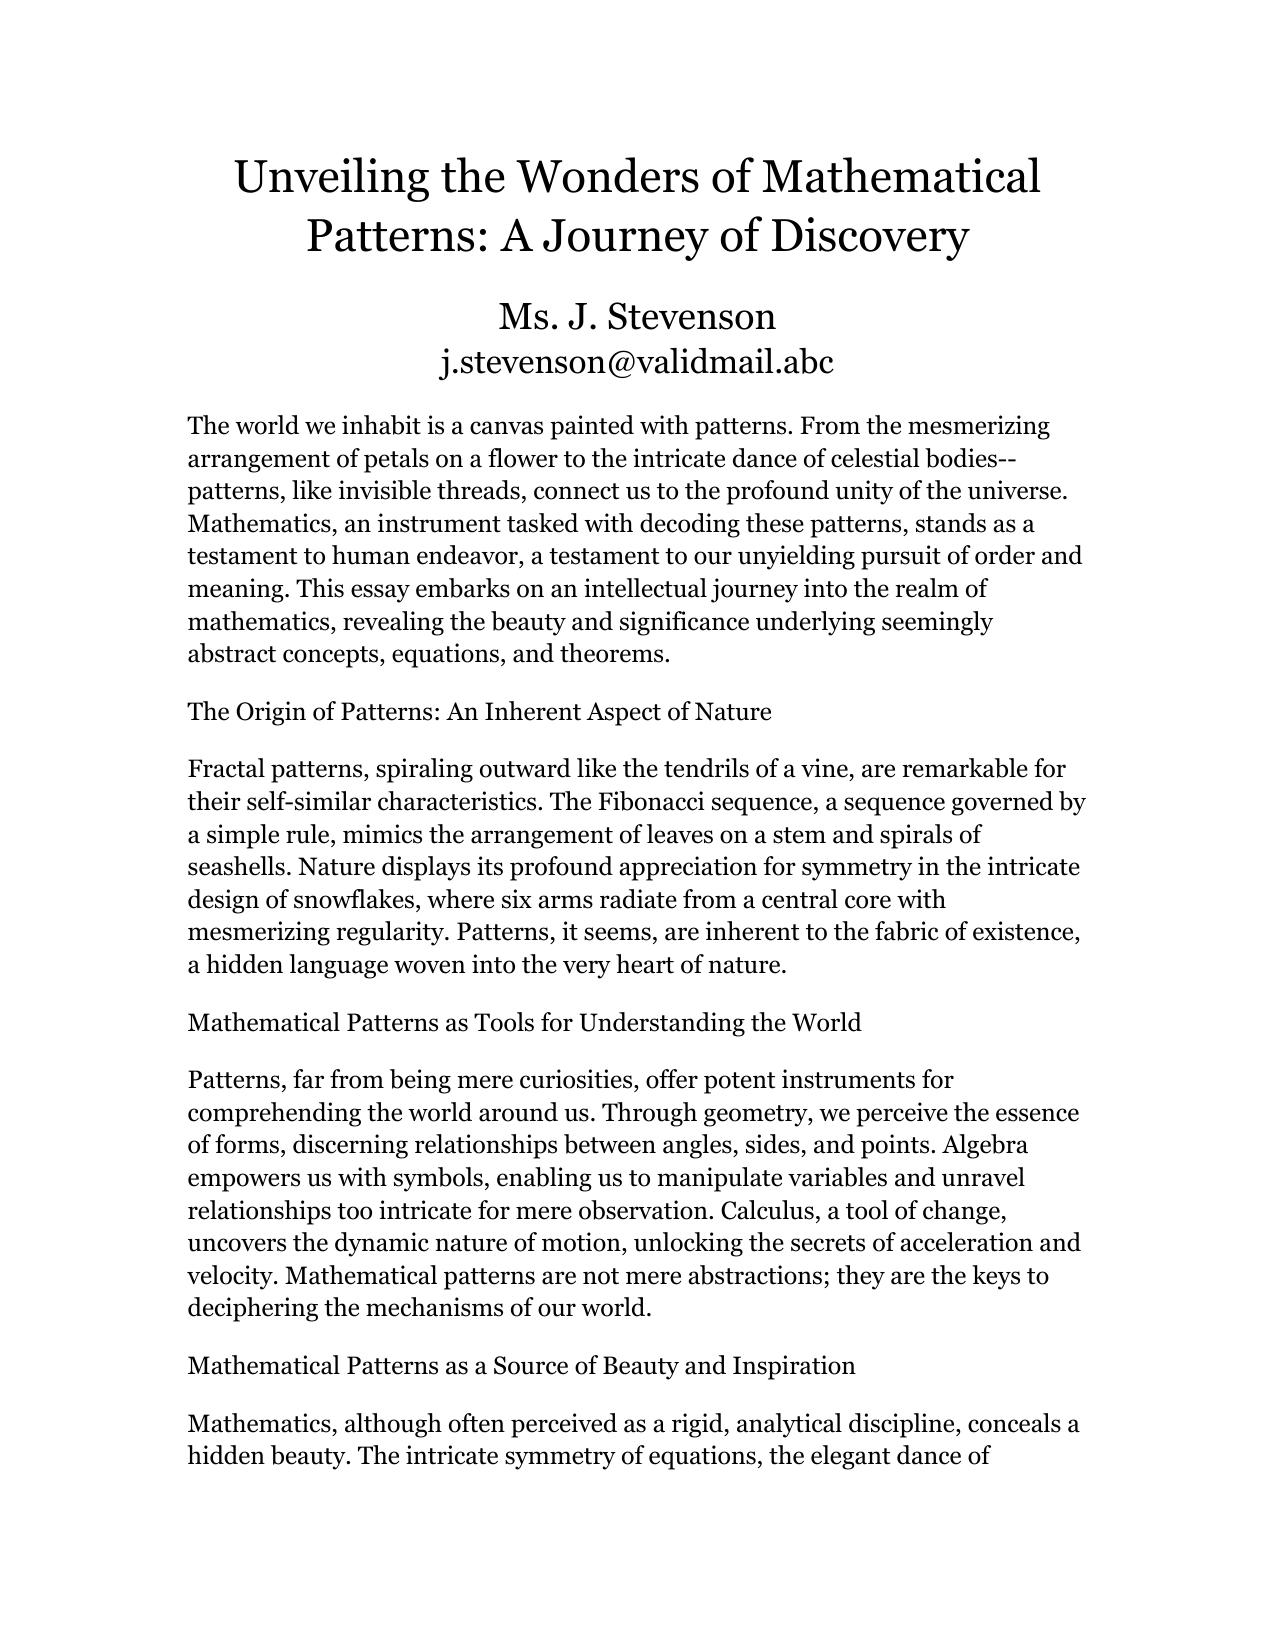 Unveiling the Wonders of Mathematical
Patterns: A Journey of Discovery
Ms. J. Stevenson
j.stevenson@validmail.abc
The world we inhabit is a canvas painted with patterns. From the mesmerizing
arrangement of petals on a flower to the intricate dance of celestial bodies--
patterns, like invisible threads, connect us to the profound unity of the universe.
Mathematics, an instrument tasked with decoding these patterns, stands as a
testament to human endeavor, a testament to our unyielding pursuit of order and
meaning. This essay embarks on an intellectual journey into the realm of
mathematics, revealing the beauty and significance underlying seemingly
abstract concepts, equations, and theorems.
The Origin of Patterns: An Inherent Aspect of Nature
Fractal patterns, spiraling outward like the tendrils of a vine, are remarkable for
their self-similar characteristics. The Fibonacci sequence, a sequence governed by
a simple rule, mimics the arrangement of leaves on a stem and spirals of
seashells. Nature displays its profound appreciation for symmetry in the intricate
design of snowflakes, where six arms radiate from a central core with
mesmerizing regularity. Patterns, it seems, are inherent to the fabric of existence,
a hidden language woven into the very heart of nature.
Mathematical Patterns as Tools for Understanding the World
Patterns, far from being mere curiosities, offer potent instruments for
comprehending the world around us. Through geometry, we perceive the essence
of forms, discerning relationships between angles, sides, and points. Algebra
empowers us with symbols, enabling us to manipulate variables and unravel
relationships too intricate for mere observation. Calculus, a tool of change,
uncovers the dynamic nature of motion, unlocking the secrets of acceleration and
velocity. Mathematical patterns are not mere abstractions; they are the keys to
deciphering the mechanisms of our world.
Mathematical Patterns as a Source of Beauty and Inspiration
Mathematics, although often perceived as a rigid, analytical discipline, conceals a
hidden beauty. The intricate symmetry of equations, the elegant dance of